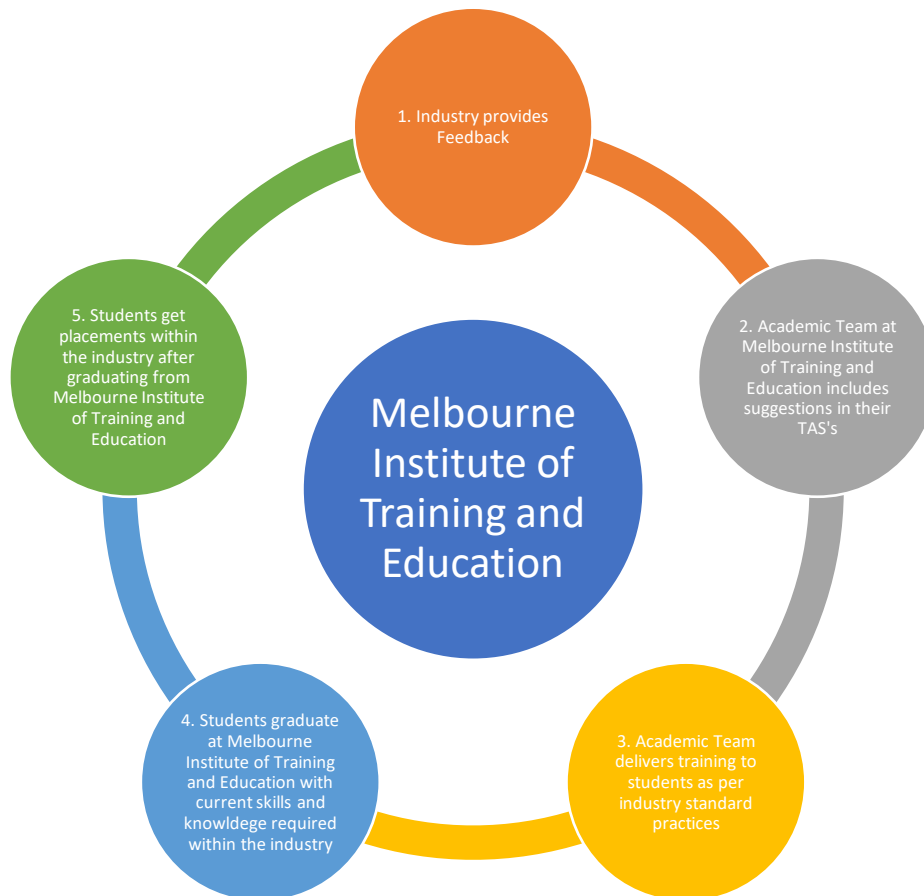 1. Industry provides
Feedback
2. Academic Team at
Melbourne Institute
of Training and
Education includes
suggestions in their
TAS's
3. Academic Team
delivers training to
students as per
industry standard
practices
4. Students graduate
at Melbourne
Institute of Training
and Education with
current skills and
knowldege required
within the industry
5. Students get
placements within
the industry after
graduating from
Melbourne Institute
of Training and
Education
Melbourne
Institute of
Training and
Education